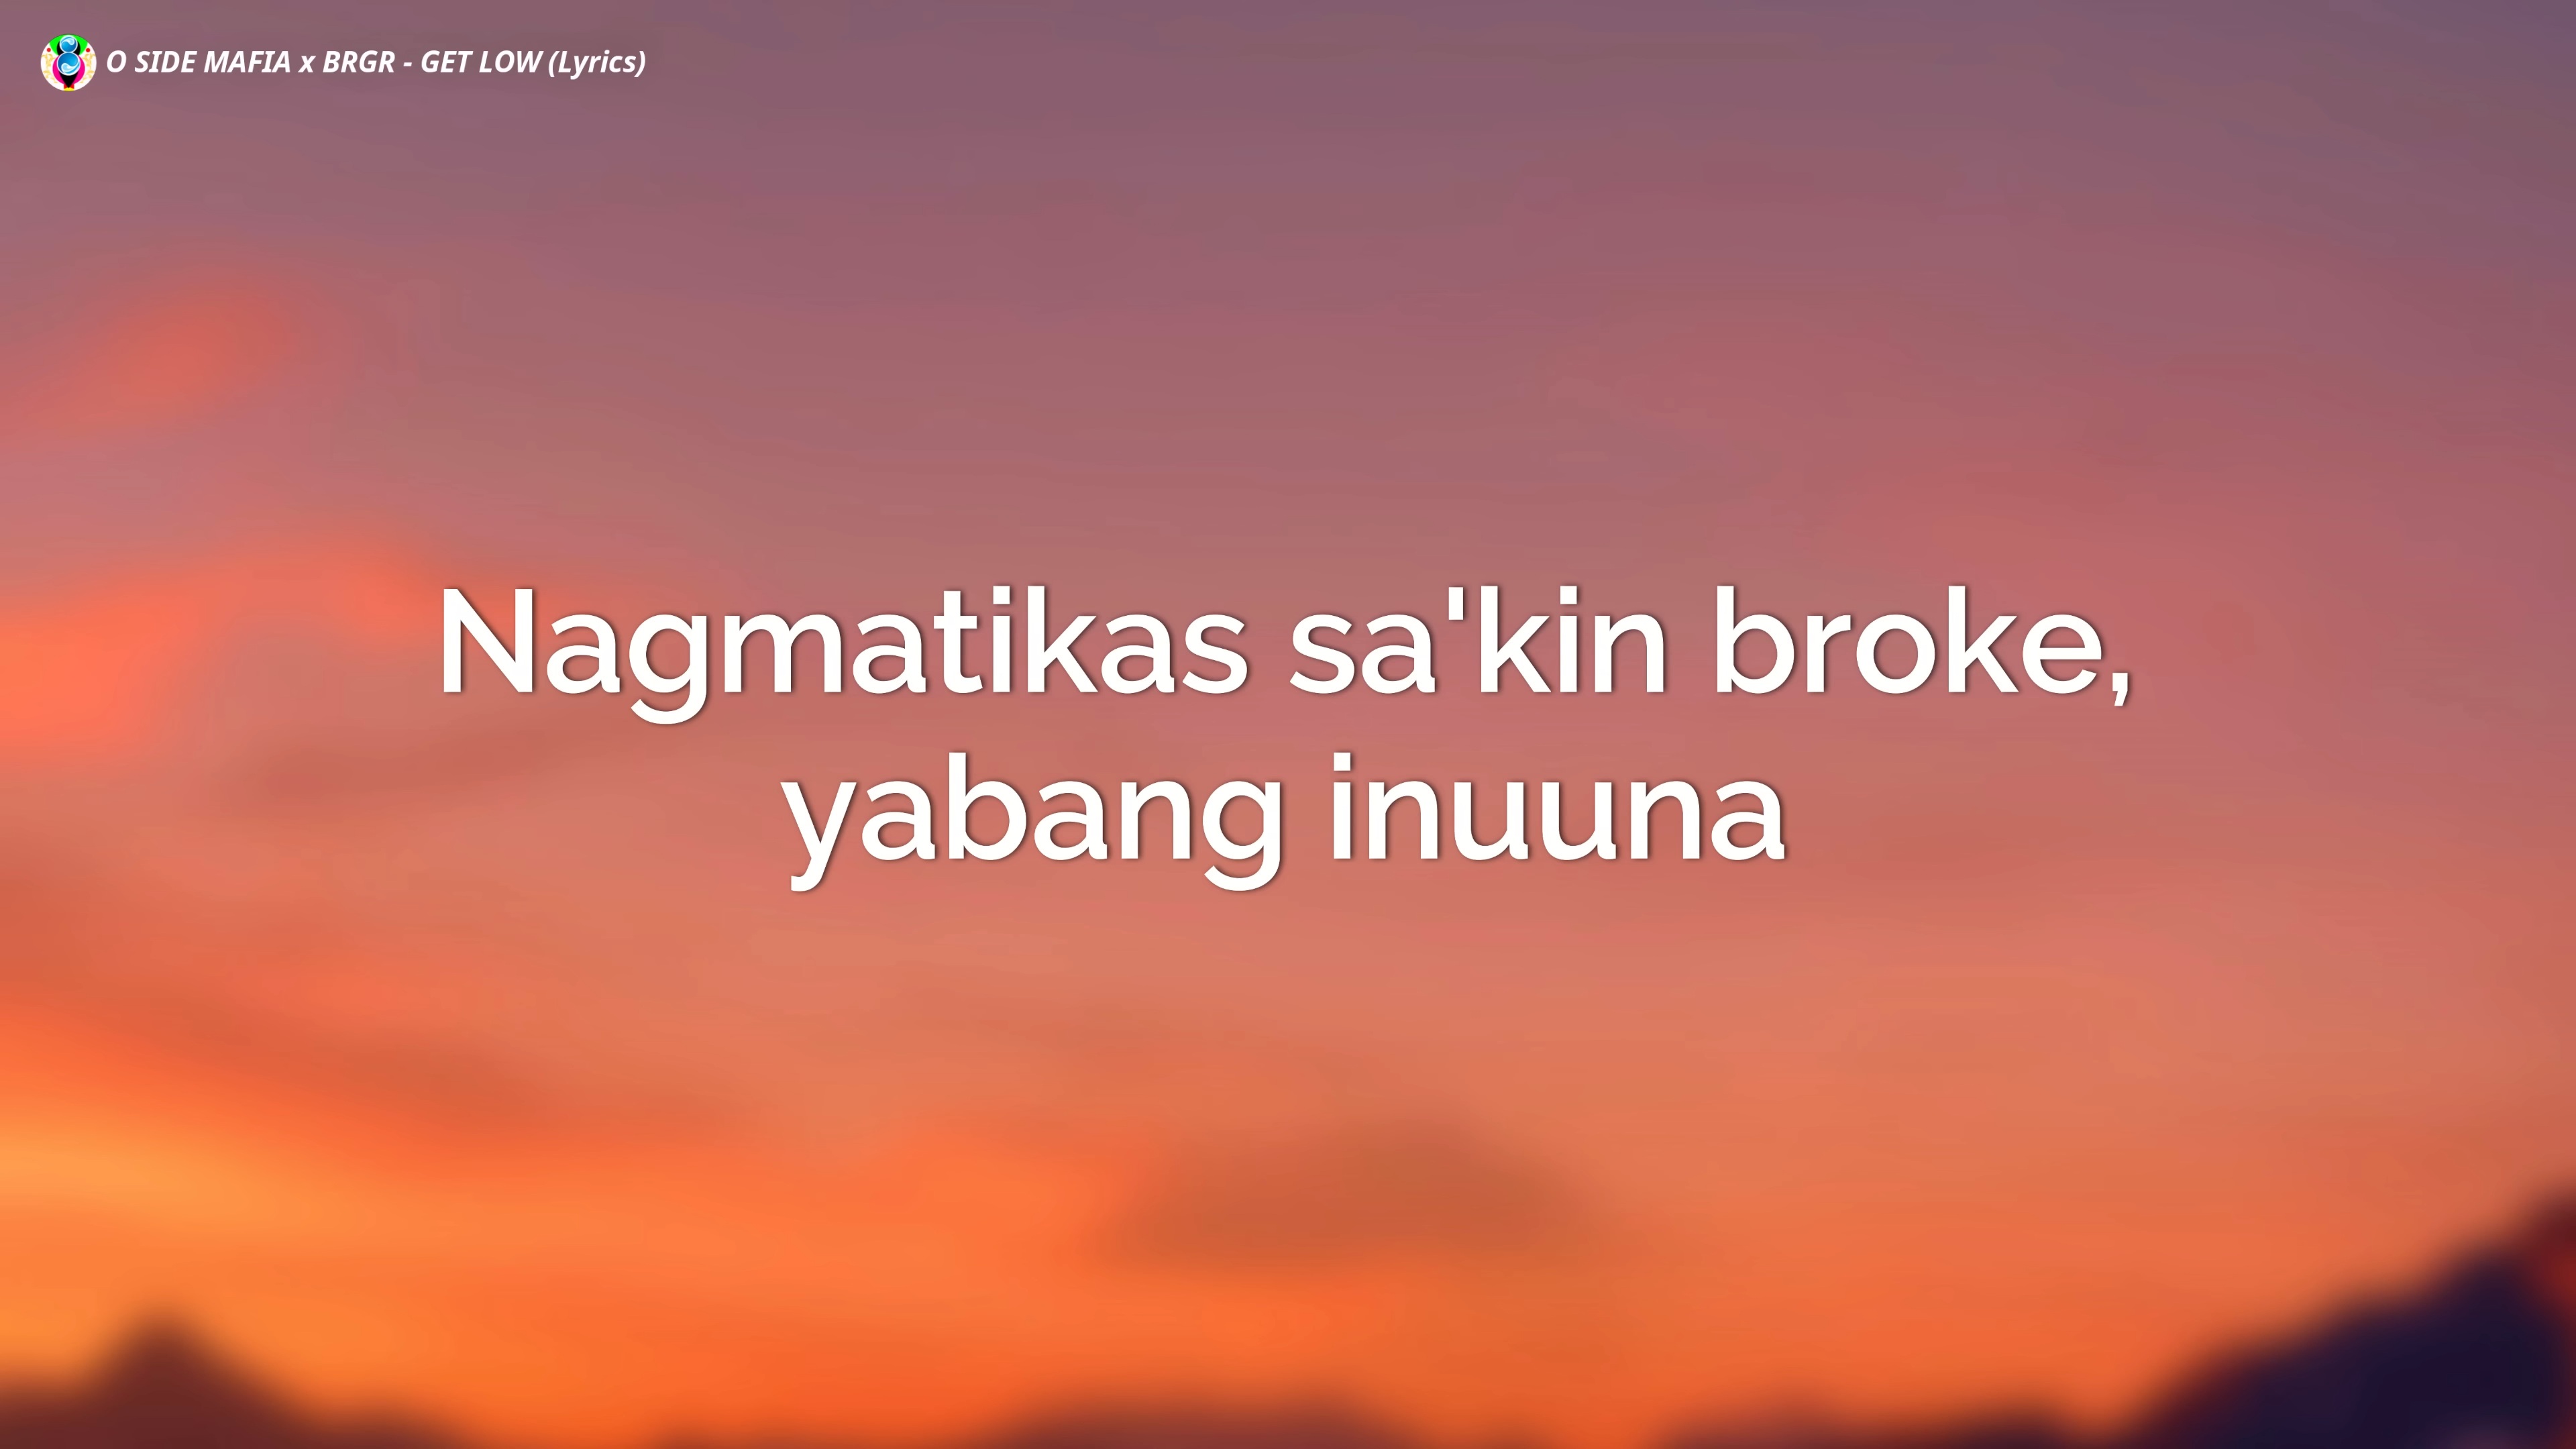 O SIDE MAFIA x BRGR - GET LOW (Lyrics)
Nagmatikas sa'kin broke,
yabang inuuna